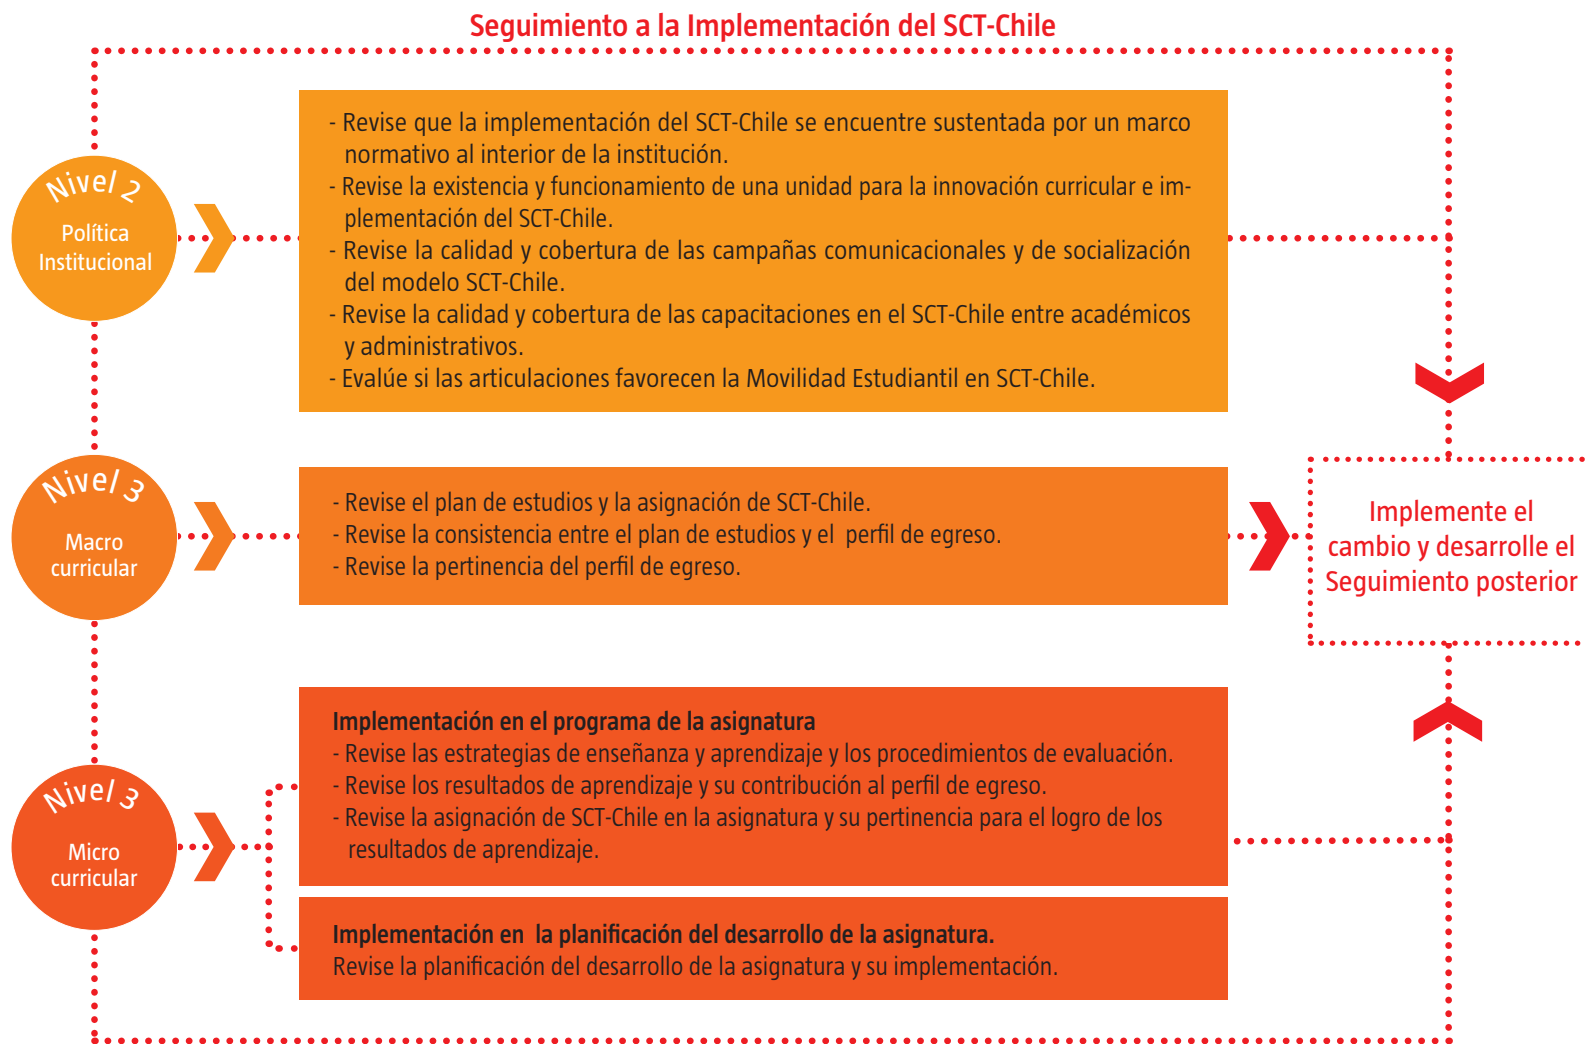 Seguimiento a la Implementación del SCT-Chile
Nivel 2
Política
Institucional
- Revise que la implementación del SCT-Chile se encuentre sustentada por un marco
normativo al interior de la institución.
- Revise la existencia y funcionamiento de una unidad para la innovación curricular e im-
plementación del SCT-Chile.
- Revise la calidad y cobertura de las campañas comunicacionales y de socialización
del modelo SCT-Chile.
- Revise la calidad y cobertura de las capacitaciones en el SCT-Chile entre académicos
y administrativos.
- Evalúe si las articulaciones favorecen la Movilidad Estudiantil en SCT-Chile.
Nivel 3
Macro
curricular
- Revise el plan de estudios y la asignación de SCT-Chile.
- Revise la consistencia entre el plan de estudios y el perfil de egreso.
- Revise la pertinencia del perfil de egreso.
Implemente el
cambio y desarrolle el
Seguimiento posterior
Nivel 3
Micro
curricular
Implementación en el programa de la asignatura
- Revise las estrategias de enseñanza y aprendizaje y los procedimientos de evaluación.
- Revise los resultados de aprendizaje y su contribución al perfil de egreso.
- Revise la asignación de SCT-Chile en la asignatura y su pertinencia para el logro de los
resultados de aprendizaje.
Implementación en la planificación del desarrollo de la asignatura.
Revise la planificación del desarrollo de la asignatura y su implementación.